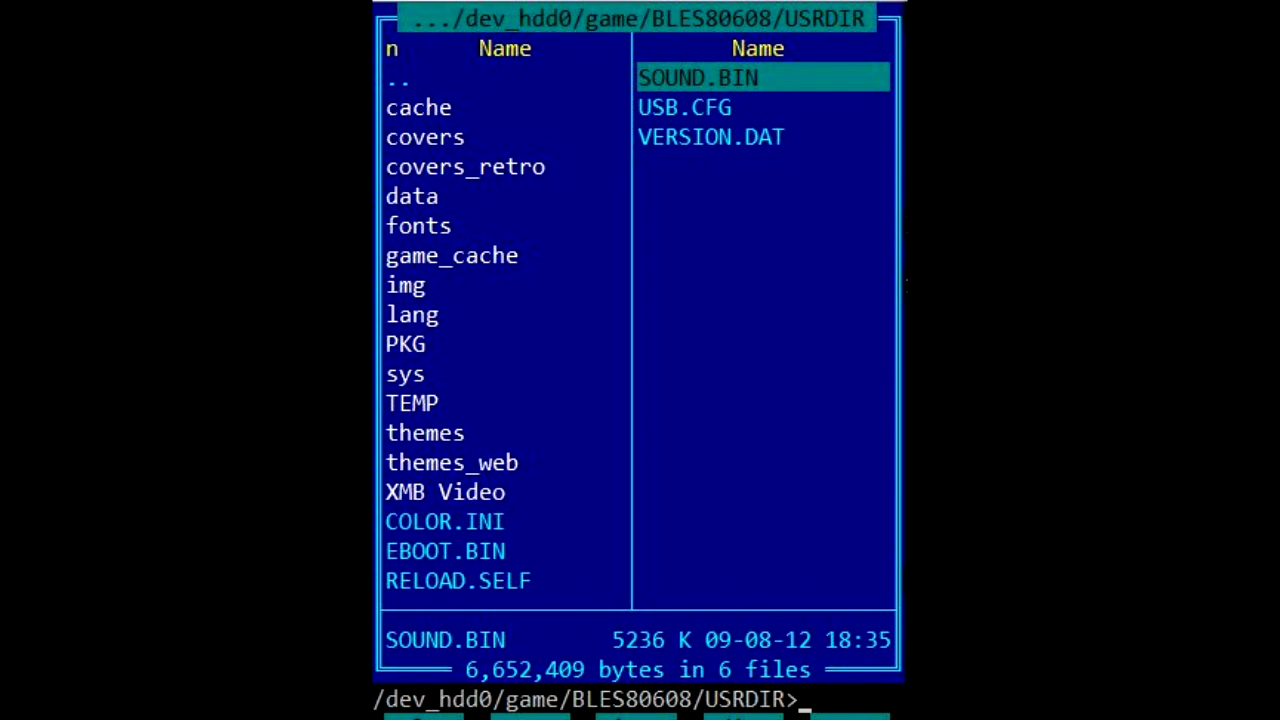 .../dev_hdd0/game/BLES80608/USRDIR
n Name
Name
..
cache
covers
covers_retro
data
fonts
game_cache
img
lang
PKG
sys
TEMP
themes
themes_web
XMB Video
COLOR.INI
EBOOT.BIN
RELOAD.SELF
SOUND.BIN
USB.CFG
VERSION.DAT
SOUND.BIN 5236 K 09-08-12 18:35
6,652,409 bytes in 6 files
/dev_hdd0/game/BLES80608/USRDIR>_